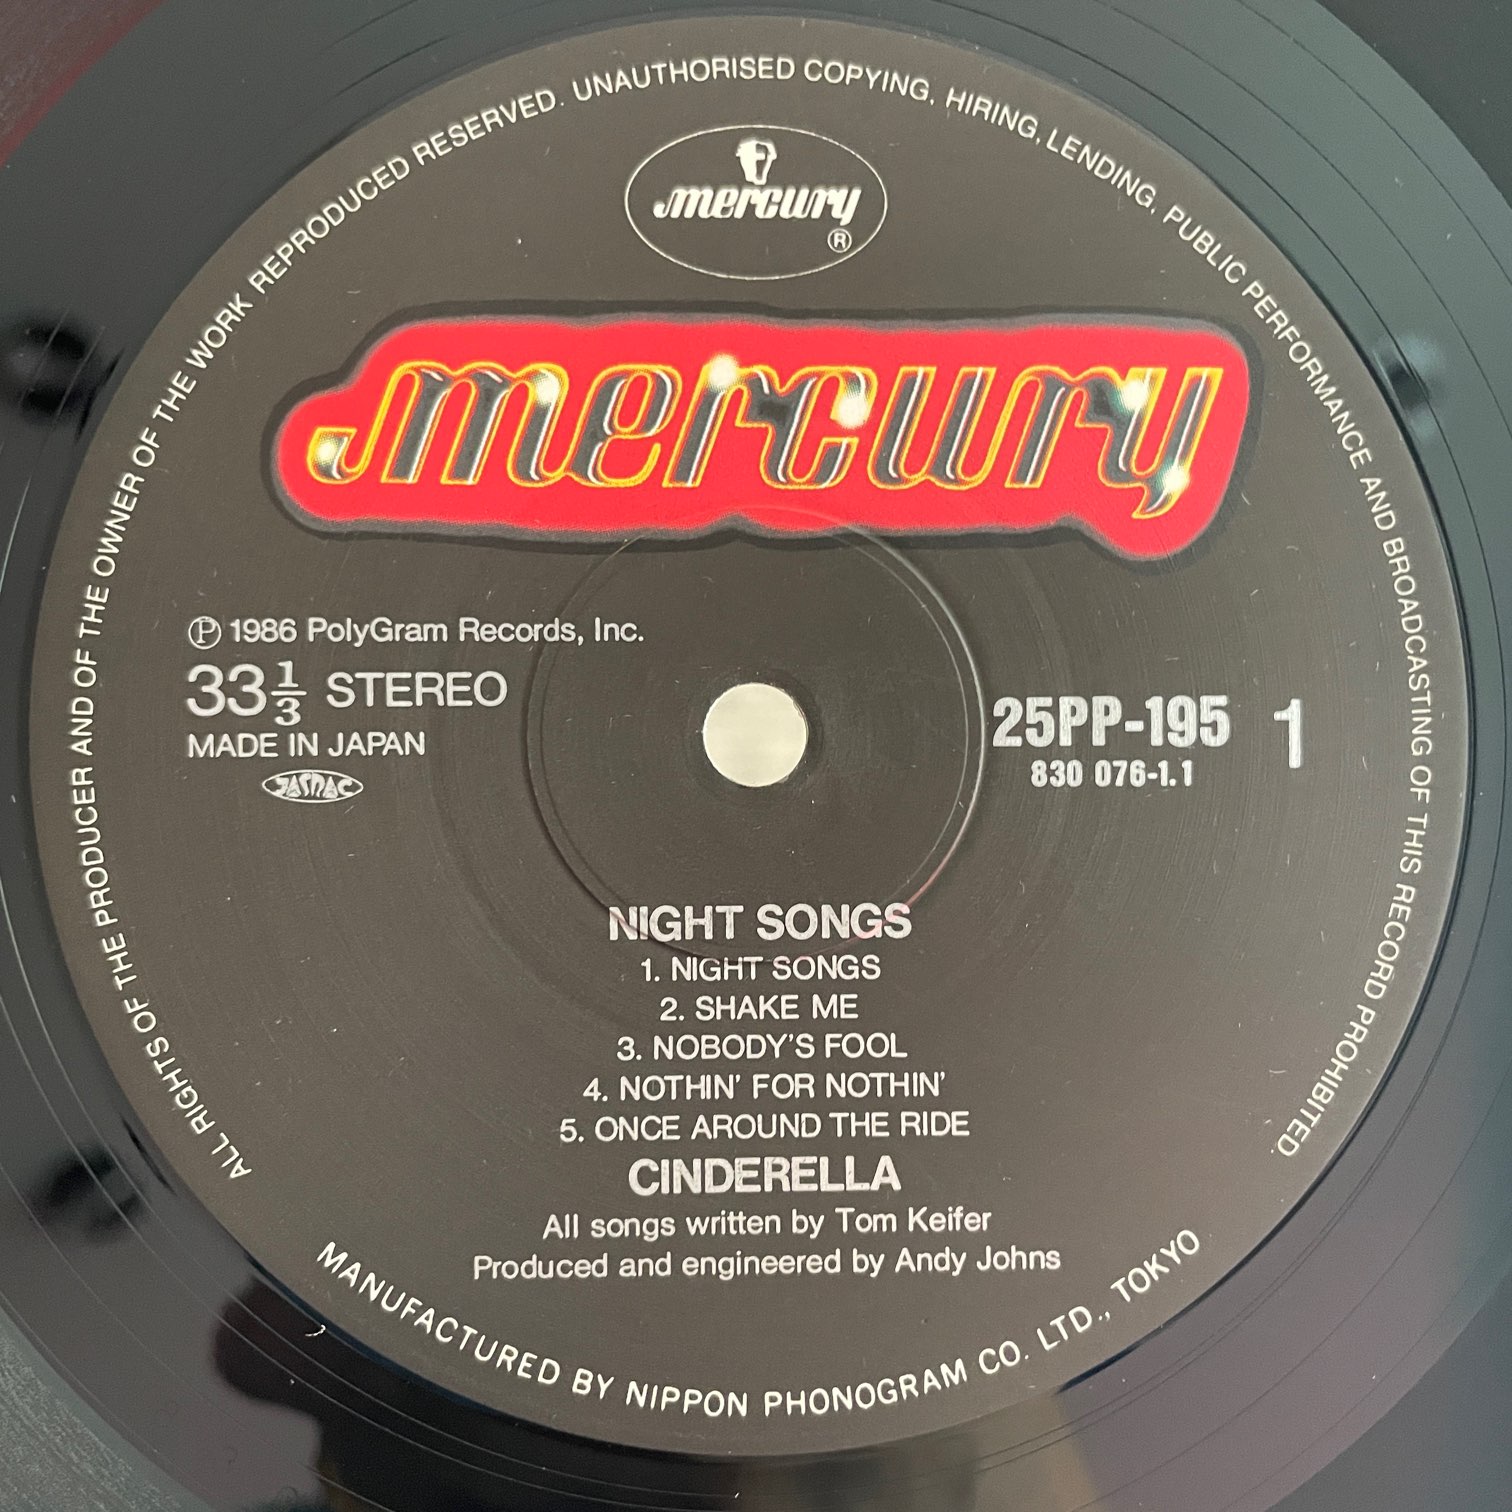 ALL RIGHTS OF THE PRODUCER AND OF THE OWNER OF THE WORK REPRODUCED RESERVED. UNAUTHORISED COPYING, HIRING, LENDING, PUBLIC PERFORMANCE AND BROADCASTING OF THIS RECORD PROHIBITED.
mercury
®
mercury
℗ 1986 PolyGram Records, Inc.
33 1/3 STEREO
MADE IN JAPAN
JASRAC
25PP-195 1
830 076-1.1
NIGHT SONGS
1. NIGHT SONGS
2. SHAKE ME
3. NOBODY'S FOOL
4. NOTHIN' FOR NOTHIN'
5. ONCE AROUND THE RIDE
CINDERELLA
All songs written by Tom Keifer
Produced and engineered by Andy Johns
MANUFACTURED BY NIPPON PHONOGRAM CO. LTD., TOKYO